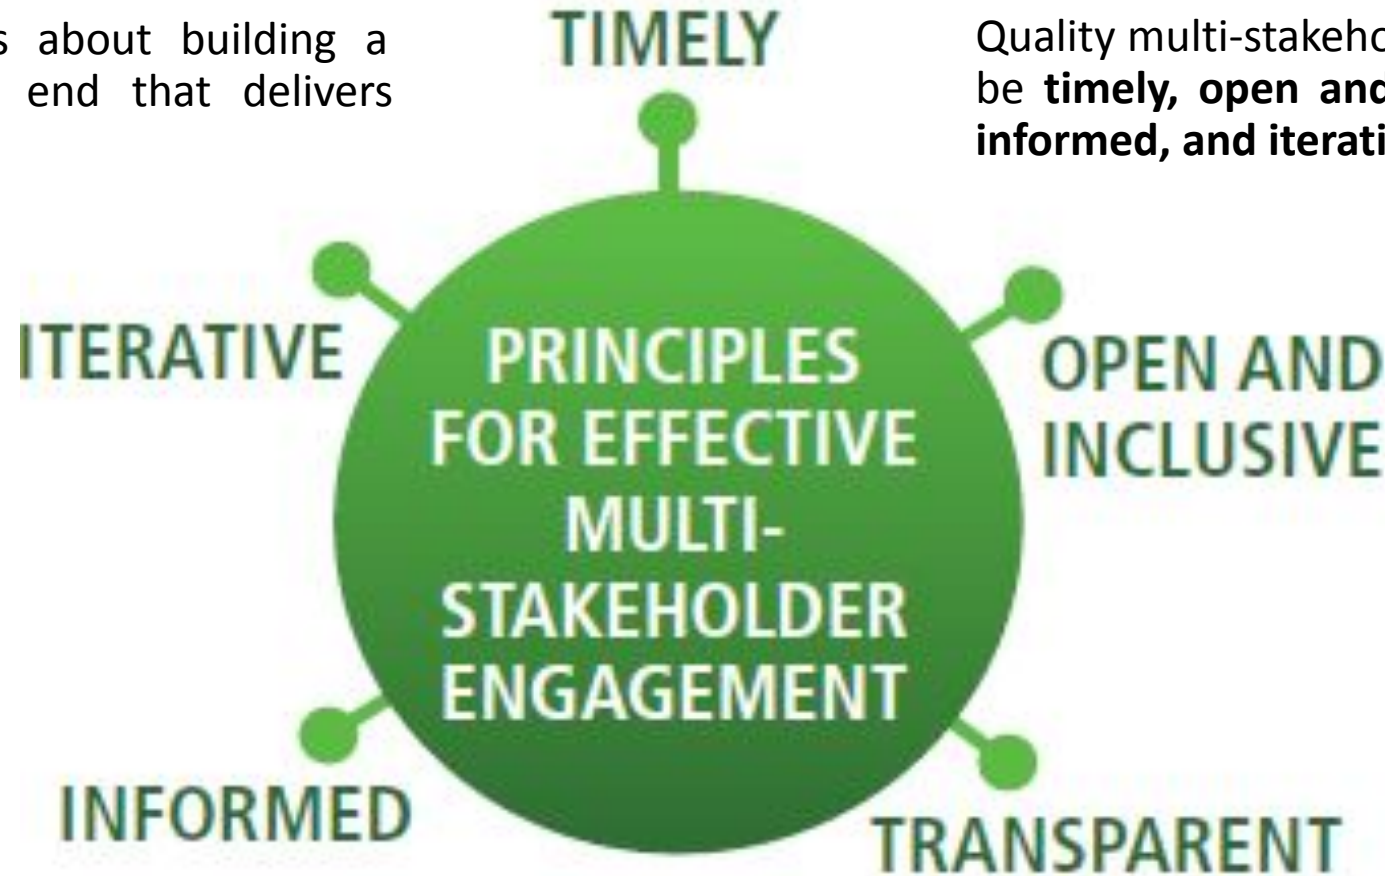 s about building a
end that delivers
TIMELY
Quality multi-stakeho
be timely, open and
informed, and iterati
ITERATIVE
OPEN AND
INCLUSIVE
PRINCIPLES
FOR EFFECTIVE
MULTI-
STAKEHOLDER
ENGAGEMENT
INFORMED
TRANSPARENT